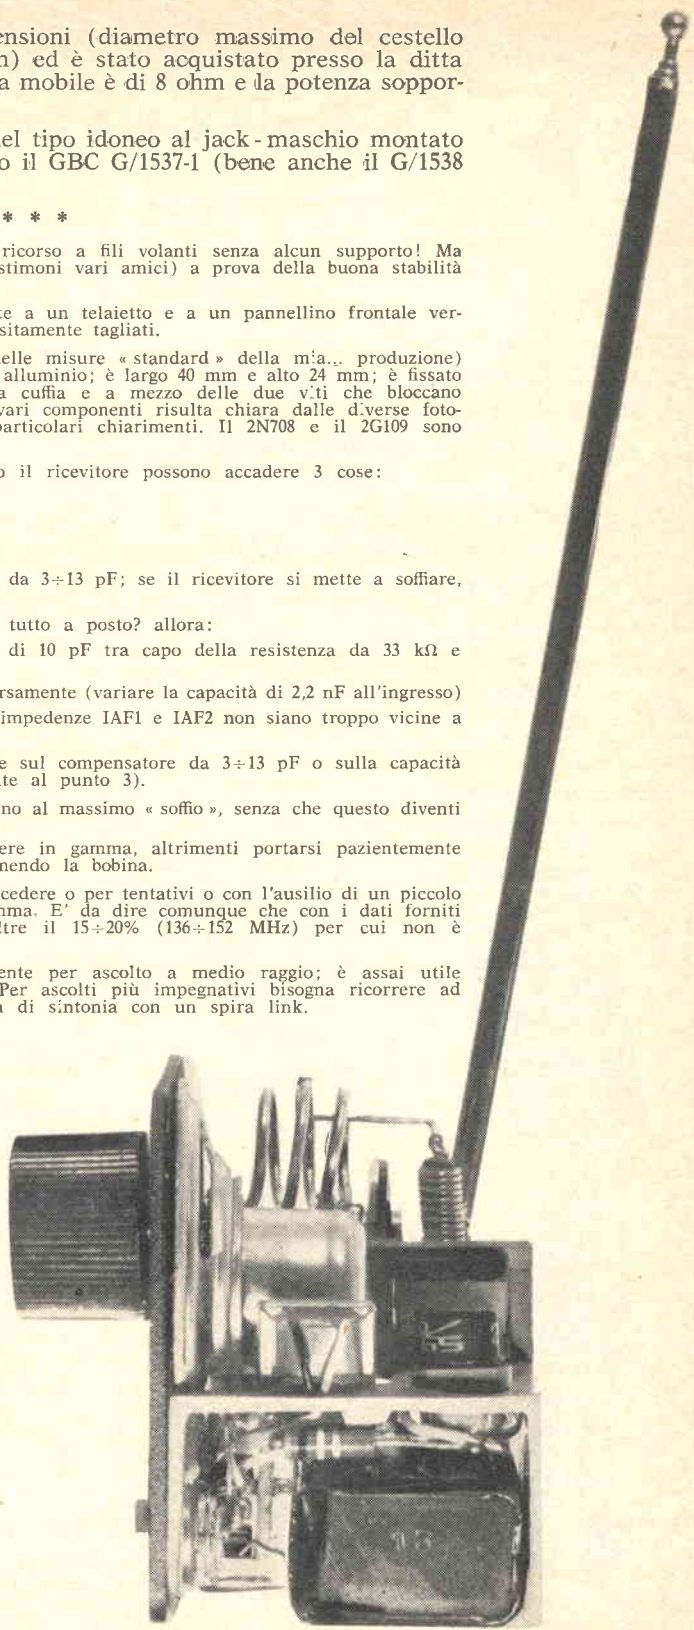 ensioni (diametro massimo del cestello
n) ed è stato acquistato presso la ditta
a mobile è di 8 ohm e la potenza soppor-
el tipo idoneo al jack-maschio montato
o il GBC G/1537-1 (bene anche il G/1538
* * *
ricorso a fili volanti senza alcun supporto! Ma
stimoni vari amici) a prova della buona stabilità
te a un telaietto e a un pannellino frontale ver-
sitamente tagliati.
elle misure « standard » della mia... produzione)
alluminio; è largo 40 mm e alto 24 mm; è fissato
a cuffia e a mezzo delle due viti che bloccano
vari componenti risulta chiara dalle diverse foto-
particolari chiarimenti. Il 2N708 e il 2G109 sono
o il ricevitore possono accadere 3 cose:
da 3÷13 pF; se il ricevitore si mette a soffiare,
tutto a posto? allora:
di 10 pF tra capo della resistenza da 33 kΩ e
rsamente (variare la capacità di 2,2 nF all'ingresso)
impedenze IAF1 e IAF2 non siano troppo vicine a
e sul compensatore da 3÷13 pF o sulla capacità
te al punto 3).
no al massimo « soffio », senza che questo diventi
ere in gamma, altrimenti portarsi pazientemente
mendo la bobina.
cedere o per tentativi o con l'ausilio di un piccolo
mma. E' da dire comunque che con i dati forniti
ltre il 15÷20% (136÷152 MHz) per cui non è
ente per ascolto a medio raggio; è assai utile
Per ascolti più impegnativi bisogna ricorrere ad
a di sintonia con un spira link.